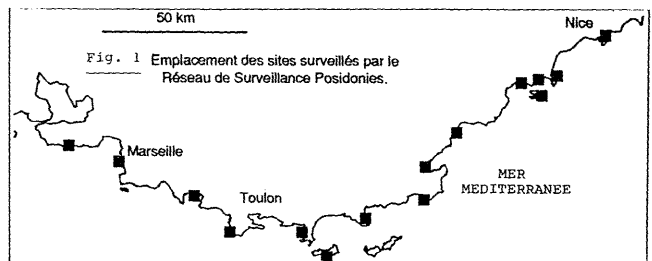 50 km
Nice
Fig. 1 Emplacement des sites surveillés par le
Réseau de Surveillance Posidonies.
Marseille
MER
MEDITERRANEE
Toulon